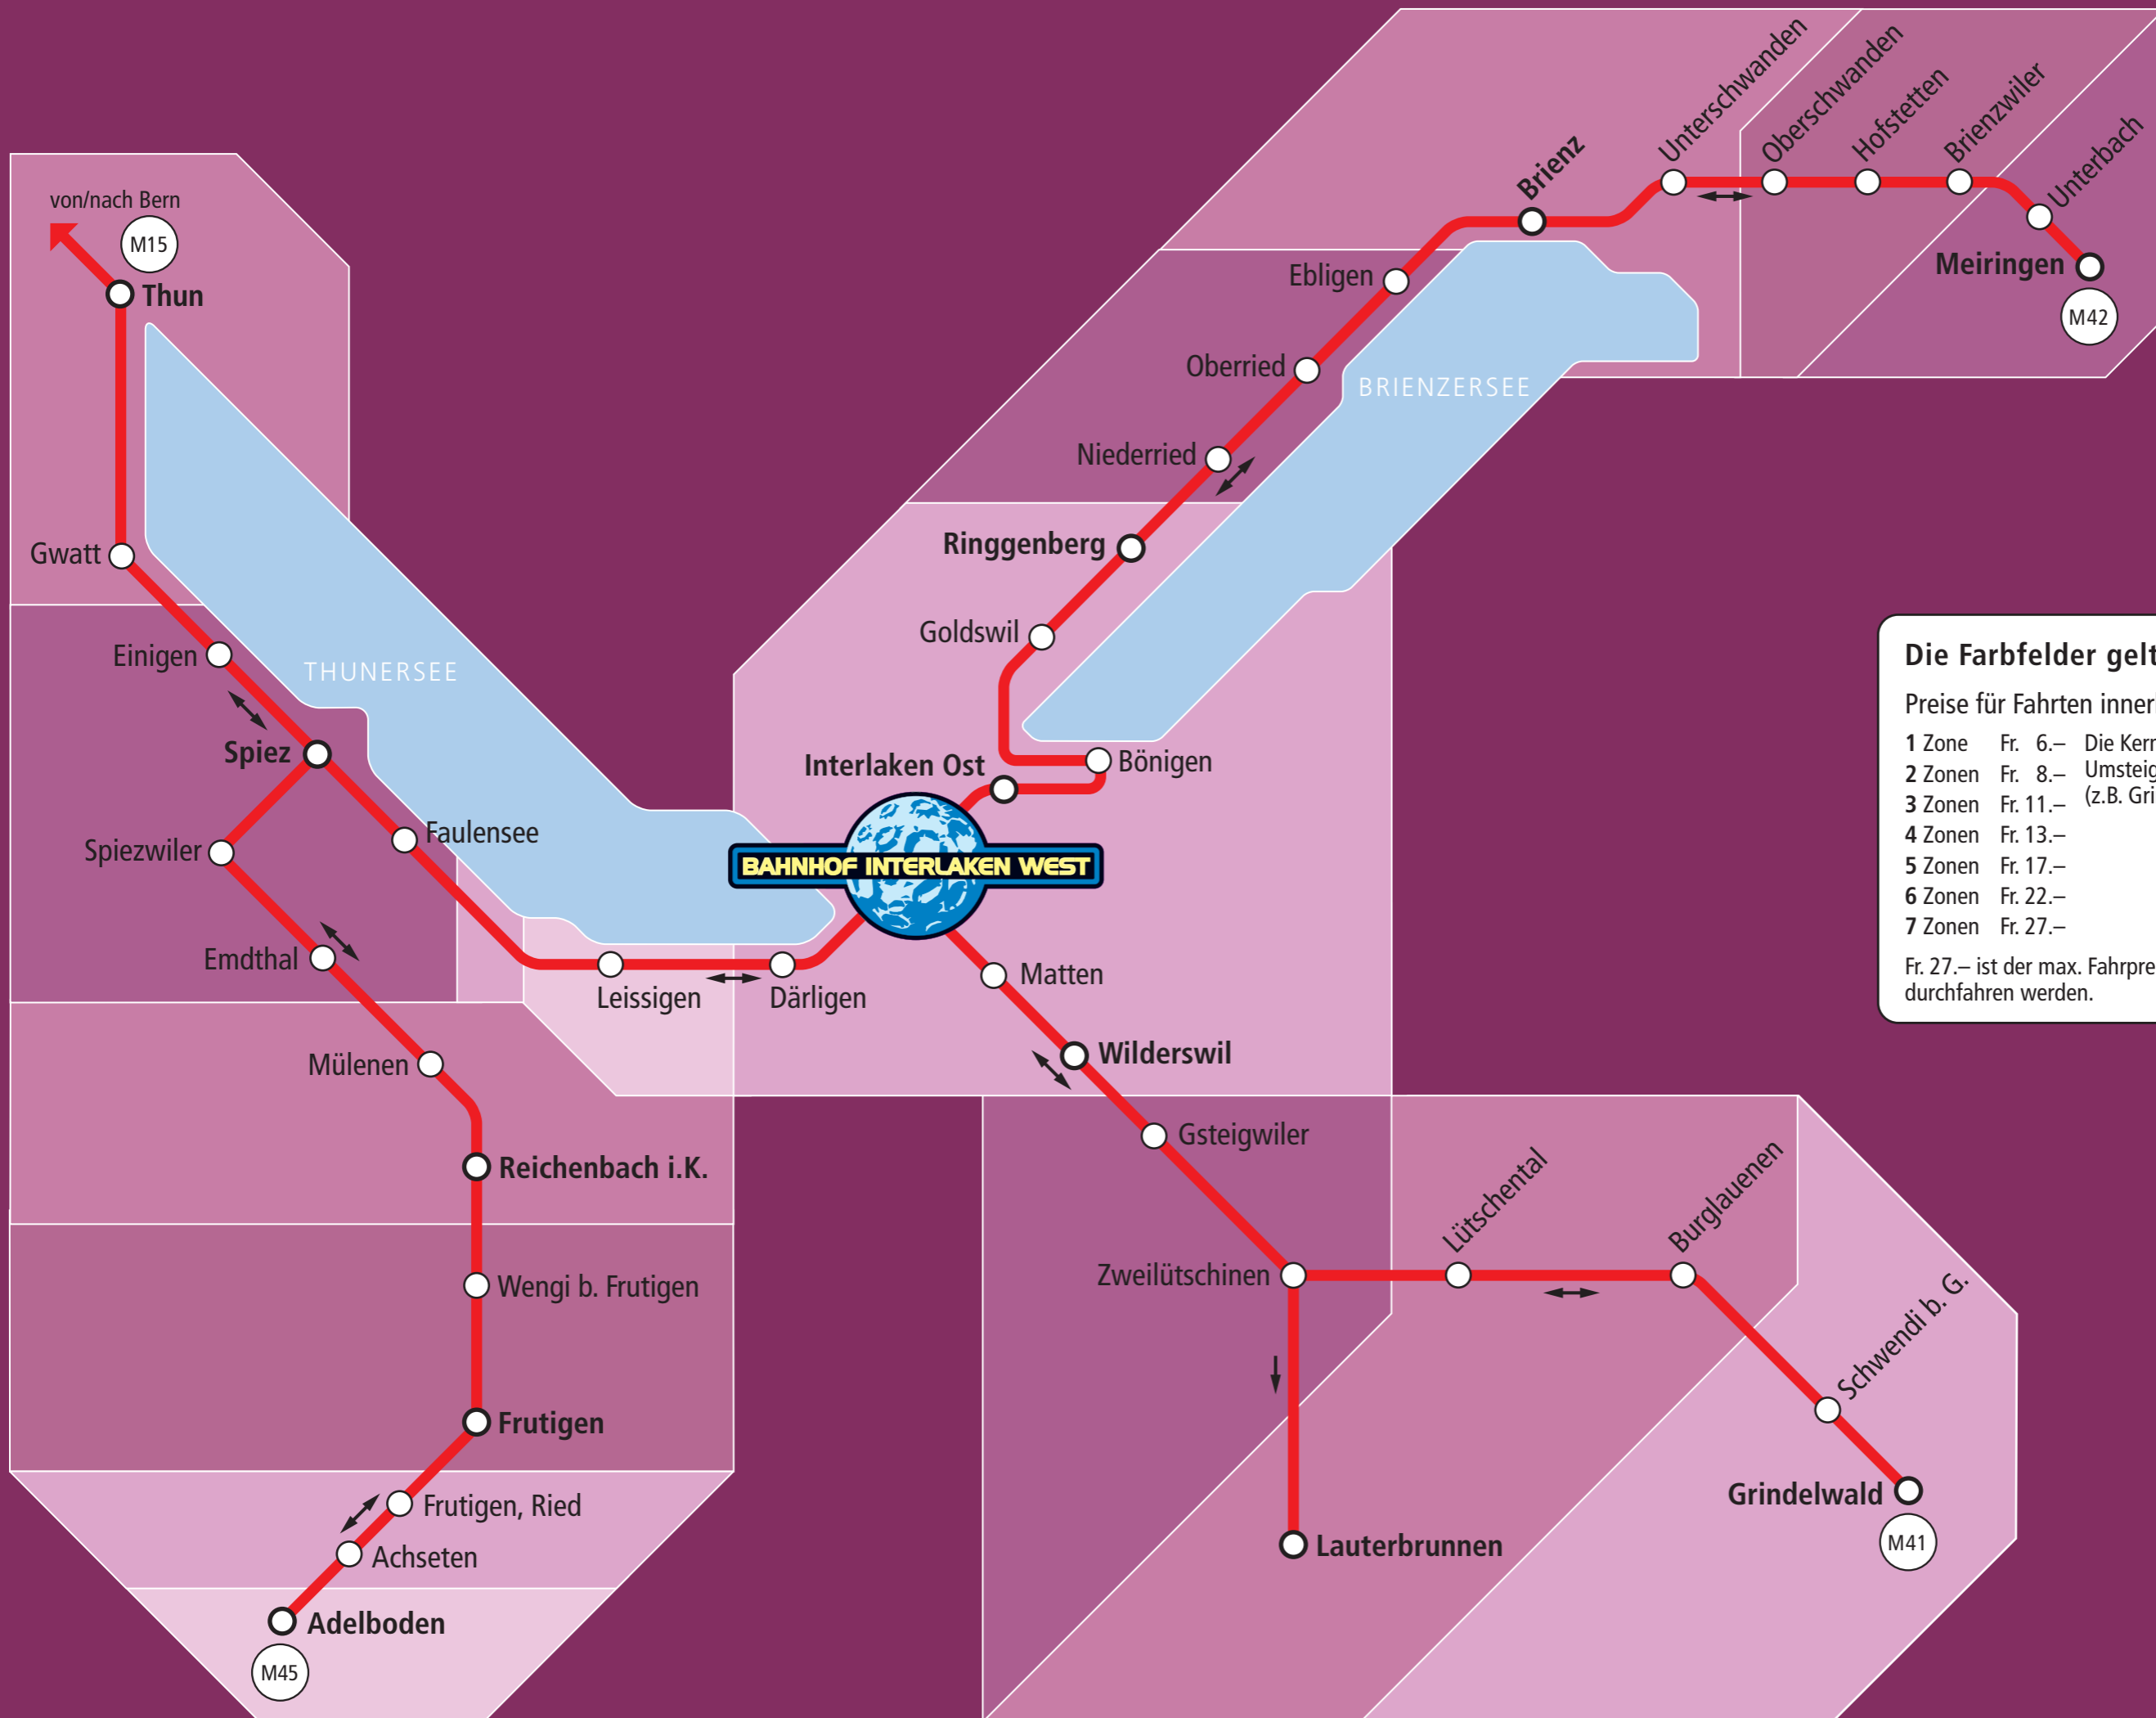 Unterschwanden
Oberschwanden
Hofstetten
Brienzwiler
Unterbach
Brienz
Meiringen
M42
von/nach Bern
M15
Thun
Ebligen
Oberried
BRIENZERSEE
Niederried
Ringgenberg
Gwatt
Goldswil
Einigen
THUNERSEE
Spiez
Interlaken Ost
Bönigen
Faulensee
Spiezwiler
BAHNHOF INTERLAKEN WEST
Emdthal
Leissigen
Därligen
Matten
Wilderswil
Mülenen
Gsteigwiler
Reichenbach i.K.
Lütschental
Burglauenen
Zweilütschinen
Wengi b. Frutigen
Schwendi b. G.
Frutigen
Grindelwald
M41
Frutigen, Ried
Lauterbrunnen
Achseten
Adelboden
M45
Die Farbfelder gelt
Preise für Fahrten inner
1 Zone Fr. 6.– Die Kern
2 Zonen Fr. 8.– Umsteig
3 Zonen Fr. 11.– (z.B. Gri
4 Zonen Fr. 13.–
5 Zonen Fr. 17.–
6 Zonen Fr. 22.–
7 Zonen Fr. 27.–
Fr. 27.– ist der max. Fahrpre
durchfahren werden.